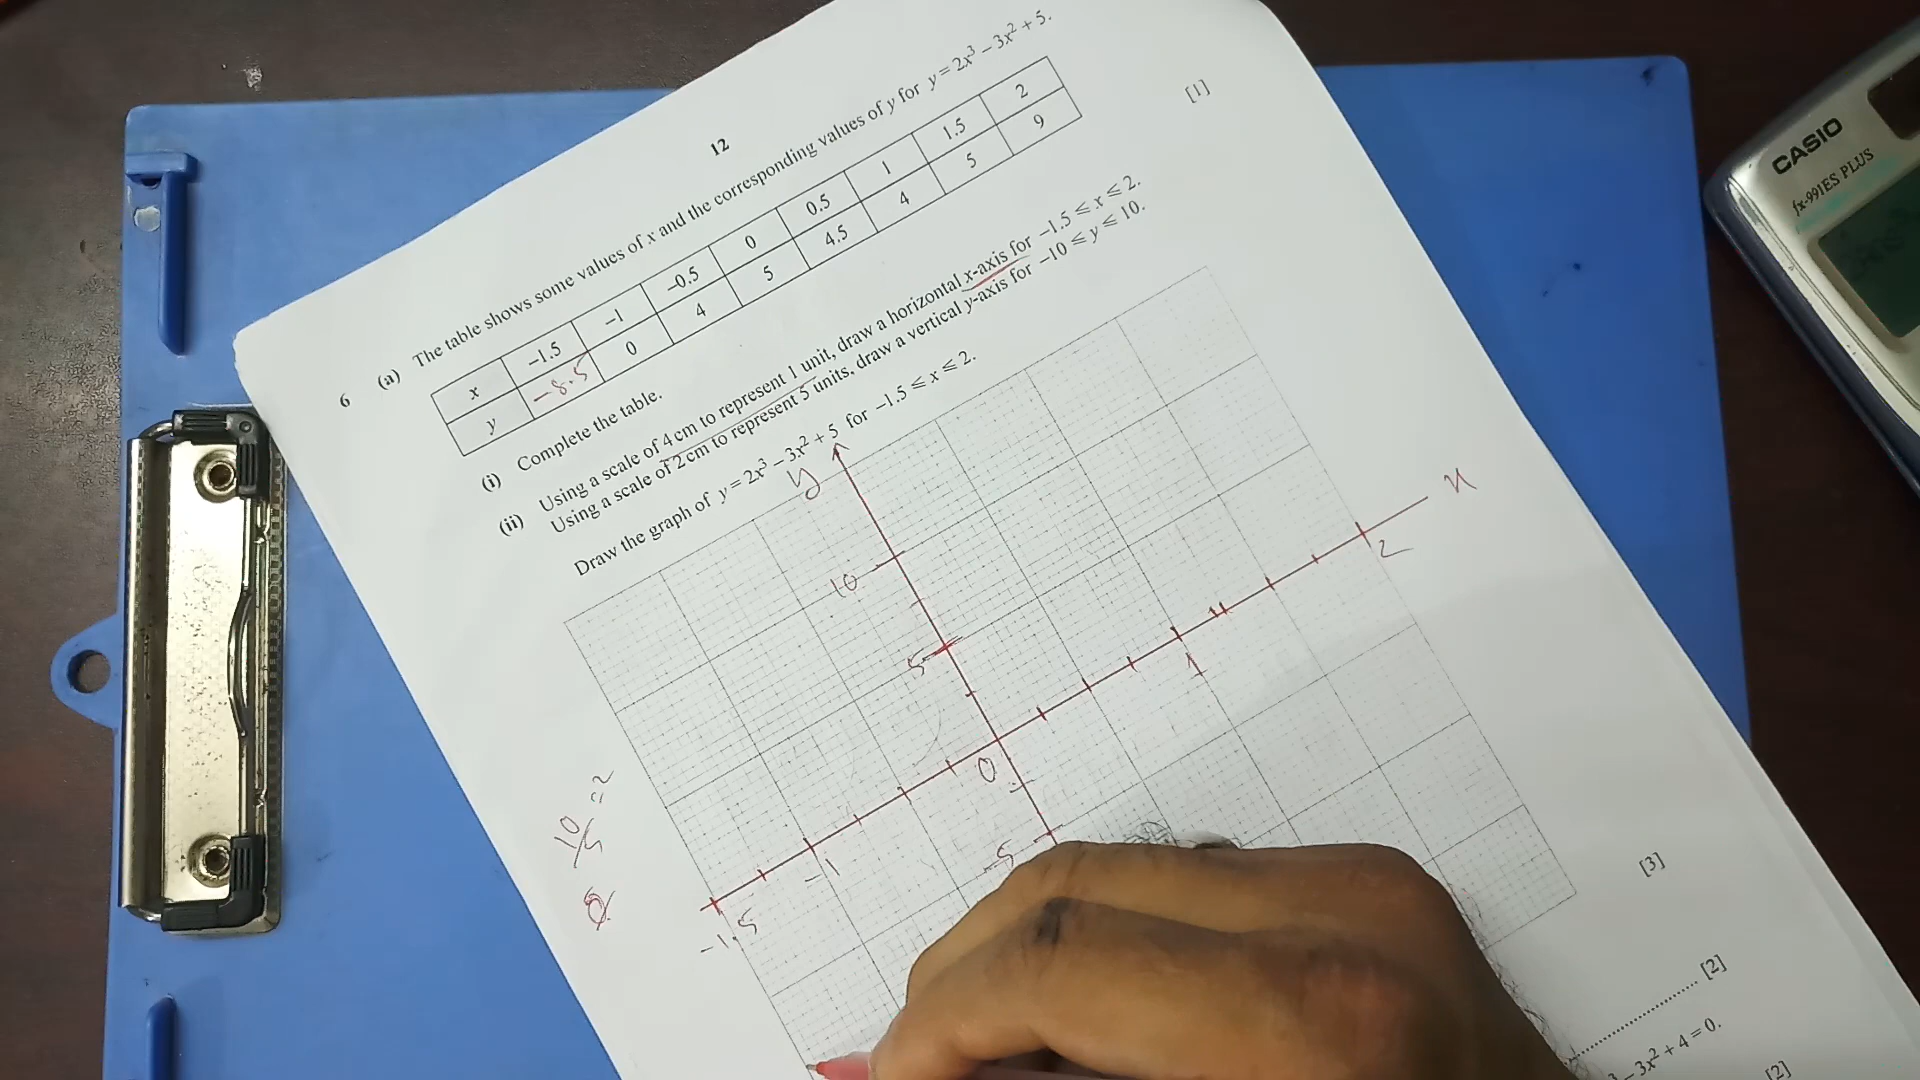 12
6 (a) The table shows some values of x and the corresponding values of y for y = 2x³ − 3x² + 5.
x −1.5 −1 −0.5 0 0.5 1 1.5 2
y −8.5 0 4 5 4.5 4 5 9
(i) Complete the table.
[1]
(ii) Using a scale of 4 cm to represent 1 unit, draw a horizontal x-axis for −1.5 ⩽ x ⩽ 2.
Using a scale of 2 cm to represent 5 units, draw a vertical y-axis for −10 ⩽ y ⩽ 10.
Draw the graph of y = 2x³ − 3x² + 5 for −1.5 ⩽ x ⩽ 2.
y
x
10
5
0
-5
-1.5
-1
1
2
10/5 = 2
[3]
[2]
− 3x² + 4 = 0.
[2]
CASIO
fx-991ES PLUS